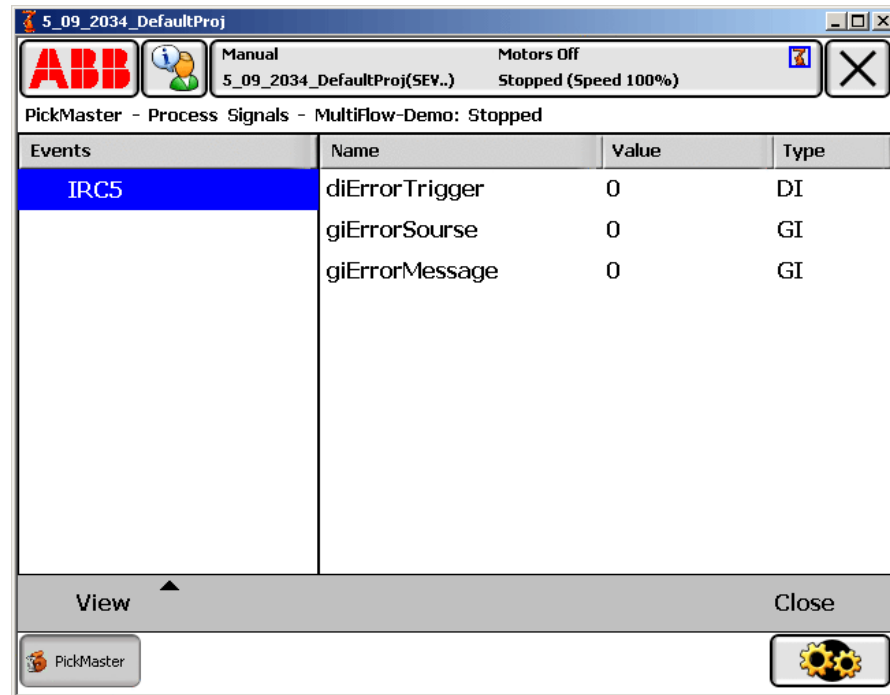 5_09_2034_DefaultProj
ABB
Manual Motors Off
5_09_2034_DefaultProj(SEV..) Stopped (Speed 100%)
PickMaster - Process Signals - MultiFlow-Demo: Stopped
Events Name Value Type
IRC5 diErrorTrigger 0 DI
giErrorSourse 0 GI
giErrorMessage 0 GI
View Close
PickMaster